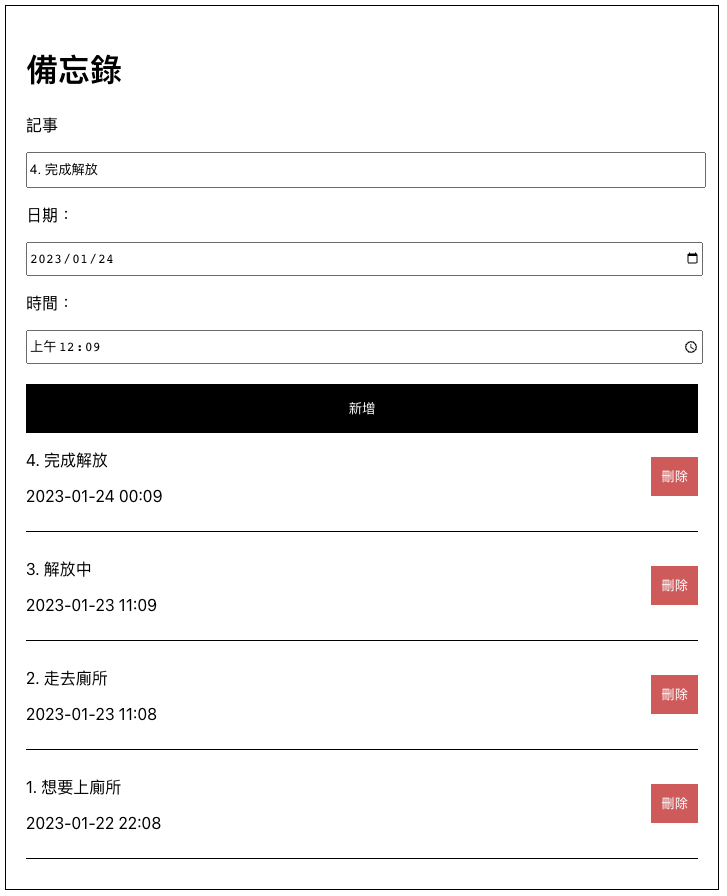 備忘錄
記事
4. 完成解放
日期：
2023/01/24
時間：
上午 12:09
新增
4. 完成解放
刪除
2023-01-24 00:09
3. 解放中
刪除
2023-01-23 11:09
2. 走去廁所
刪除
2023-01-23 11:08
1. 想要上廁所
刪除
2023-01-22 22:08